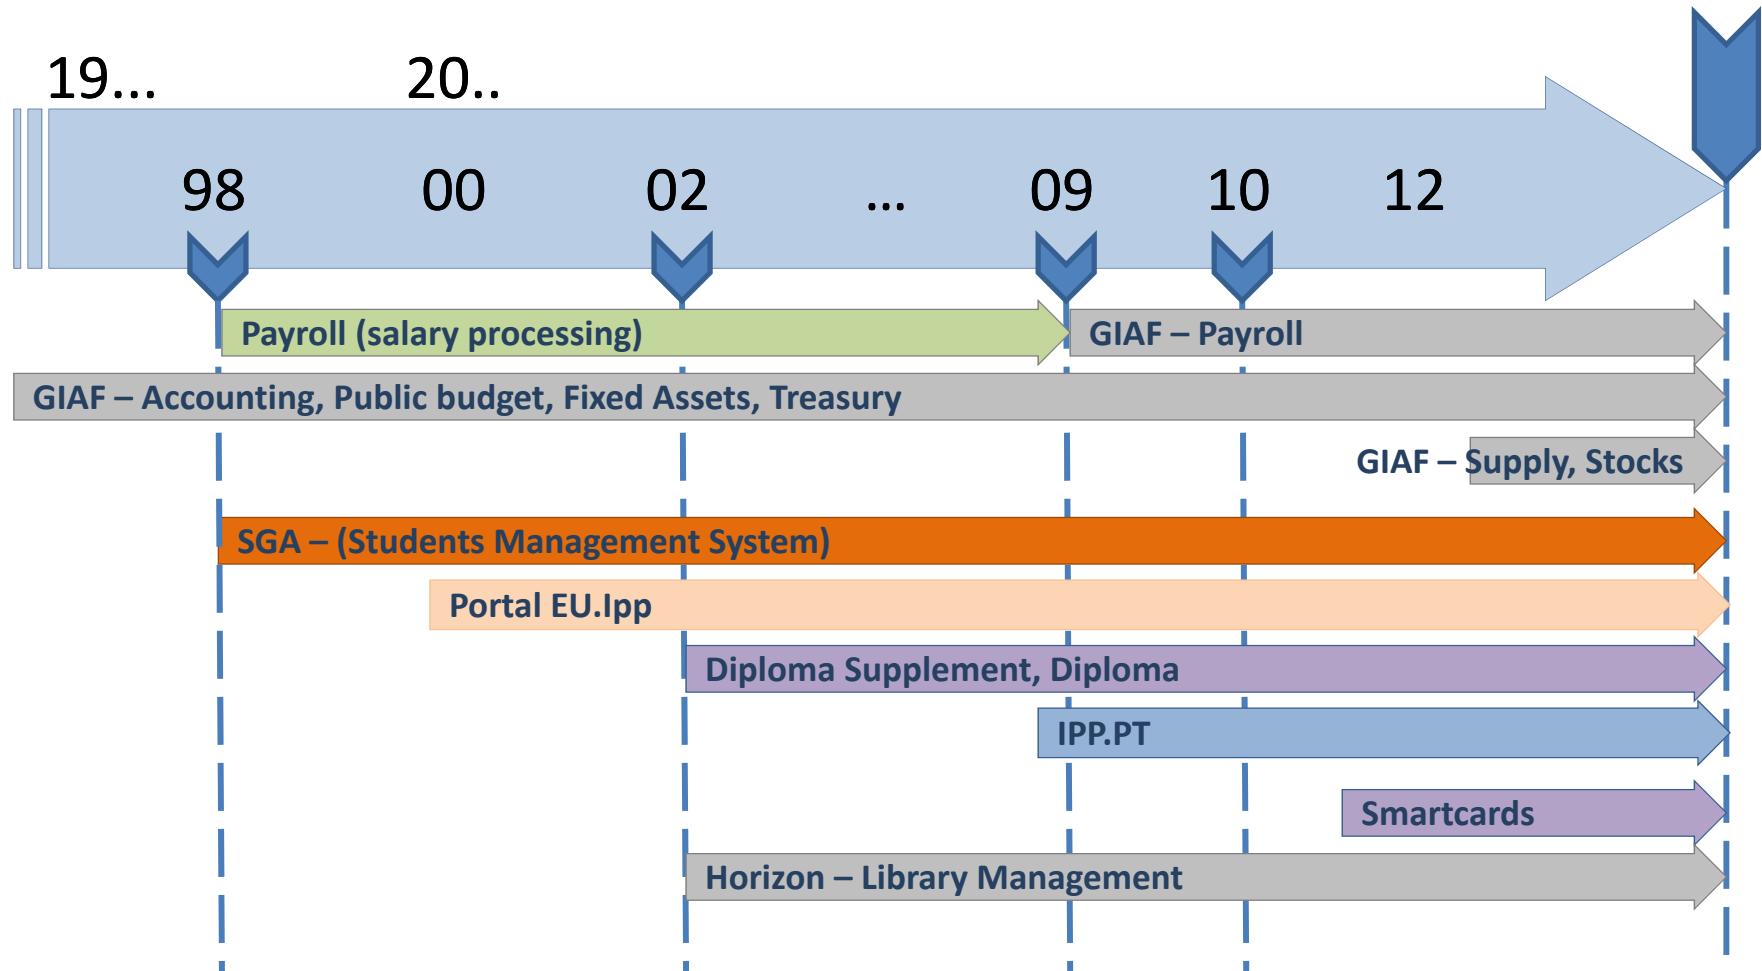 19... 20..
98 00 02 ... 09 10 12
Payroll (salary processing) GIAF – Payroll
GIAF – Accounting, Public budget, Fixed Assets, Treasury
GIAF – Supply, Stocks
SGA – (Students Management System)
Portal EU.Ipp
Diploma Supplement, Diploma
IPP.PT
Smartcards
Horizon – Library Management